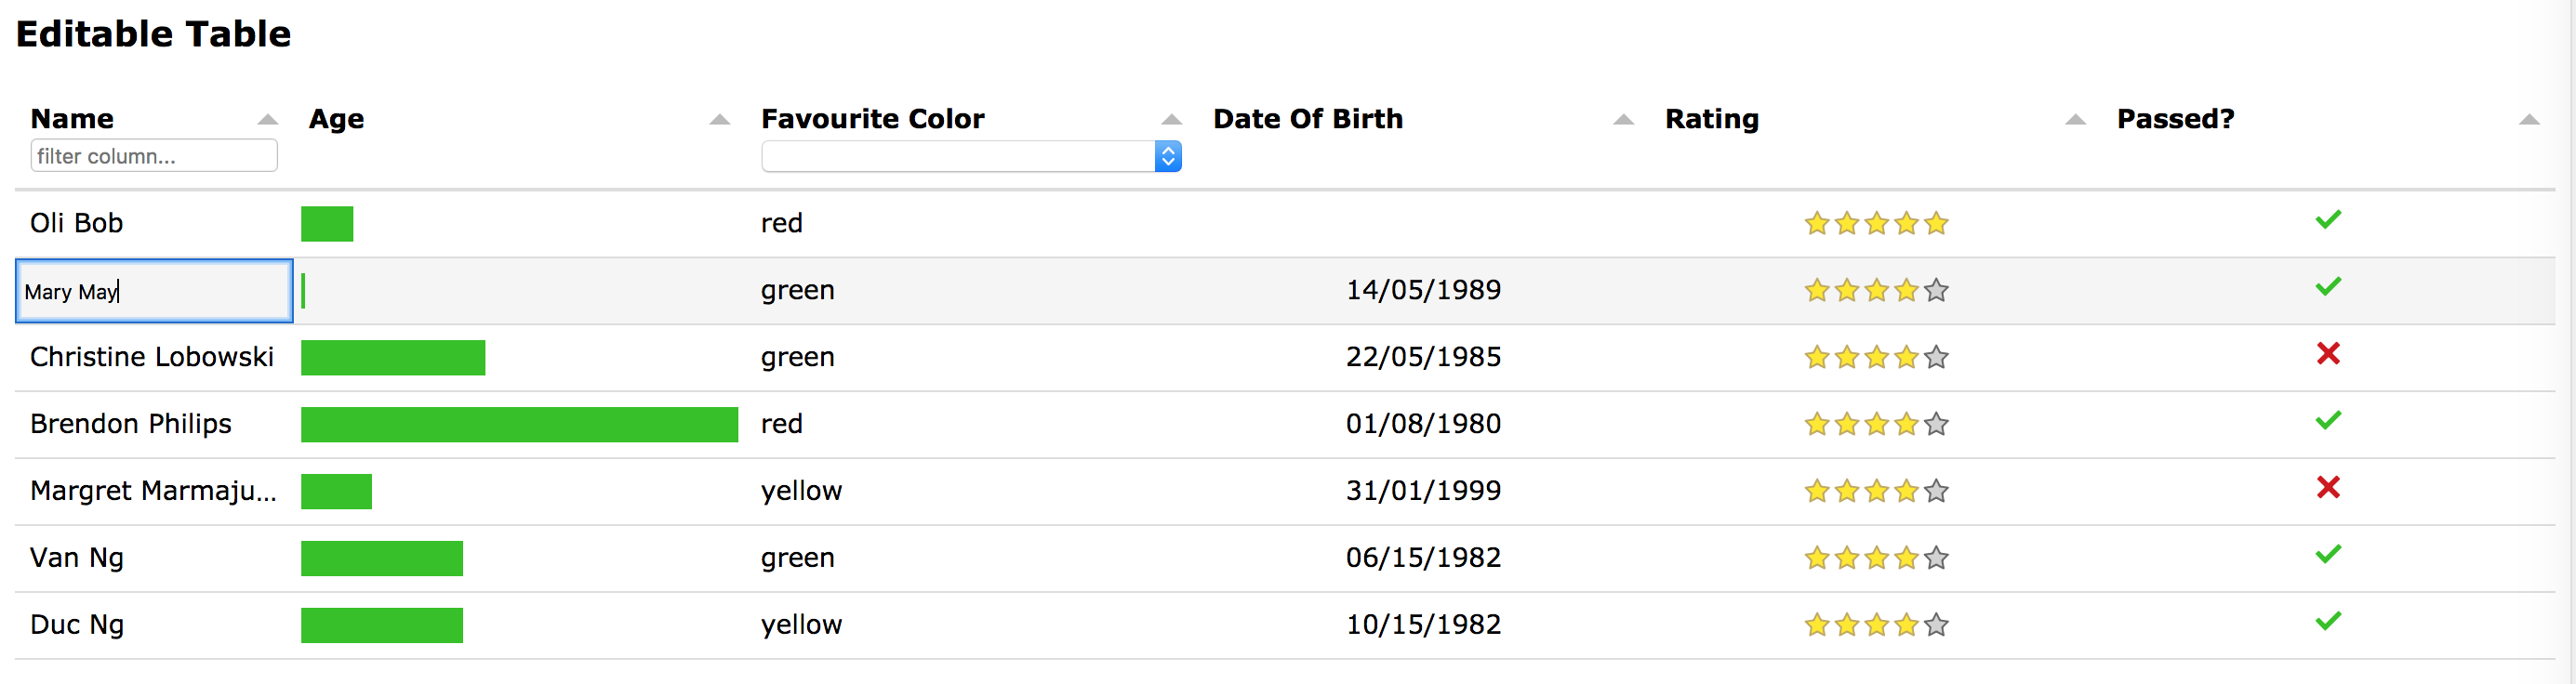 Editable Table
Name Age Favourite Color Date Of Birth Rating Passed?
filter column...
Oli Bob red
Mary May green 14/05/1989
Christine Lobowski green 22/05/1985
Brendon Philips red 01/08/1980
Margret Marmaju... yellow 31/01/1999
Van Ng green 06/15/1982
Duc Ng yellow 10/15/1982